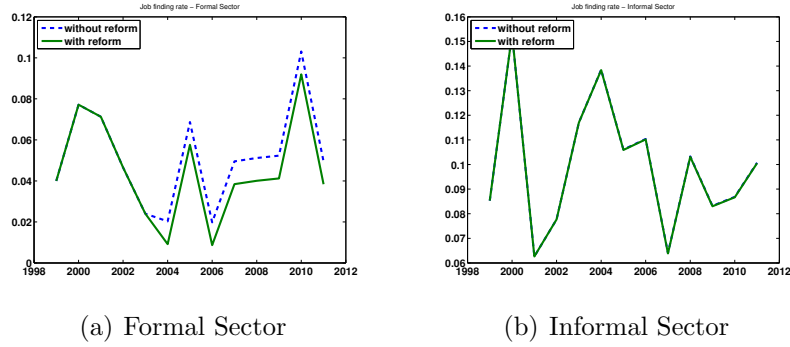 Job finding rate – Formal Sector
0.12
0.1
0.08
0.06
0.04
0.02
0
without reform
with reform
1998 2000 2002 2004 2006 2008 2010 2012
(a) Formal Sector
Job finding rate – Informal Sector
0.16
0.15
0.14
0.13
0.12
0.11
0.1
0.09
0.08
0.07
0.06
without reform
with reform
1998 2000 2002 2004 2006 2008 2010 2012
(b) Informal Sector